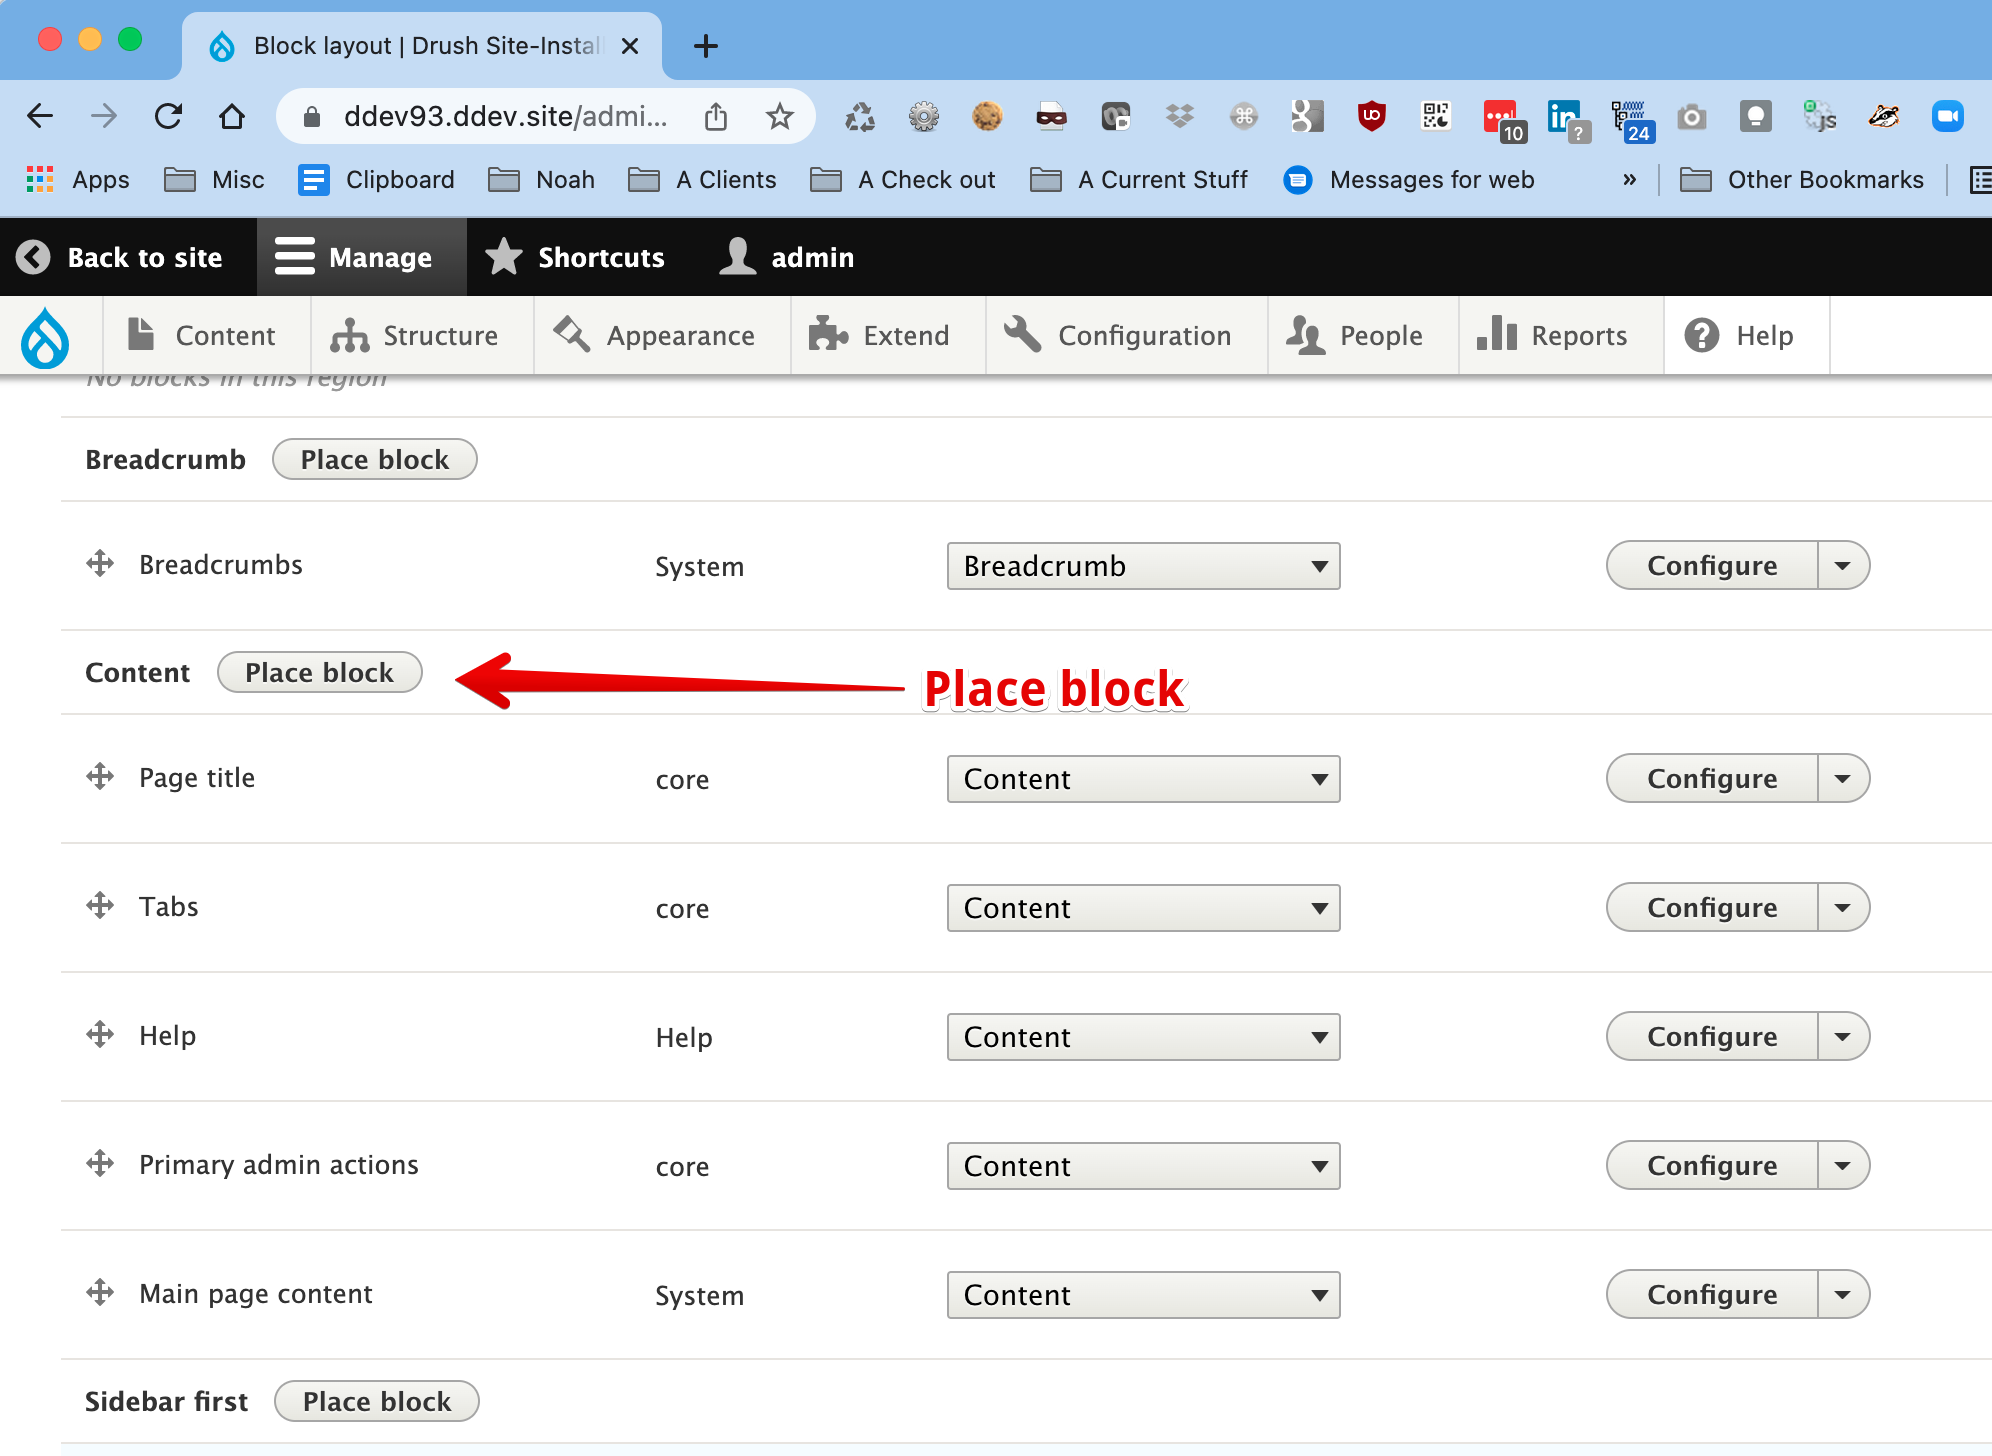 Block layout | Drush Site-Instal
ddev93.ddev.site/admi...
10
?
24
js
Apps Misc Clipboard Noah A Clients A Check out A Current Stuff Messages for web » Other Bookmarks
Back to site Manage Shortcuts admin
Content Structure Appearance Extend Configuration People Reports Help
No blocks in this region
Breadcrumb Place block
Breadcrumbs System Breadcrumb Configure
Content Place block
Place block
Page title core Content Configure
Tabs core Content Configure
Help Help Content Configure
Primary admin actions core Content Configure
Main page content System Content Configure
Sidebar first Place block